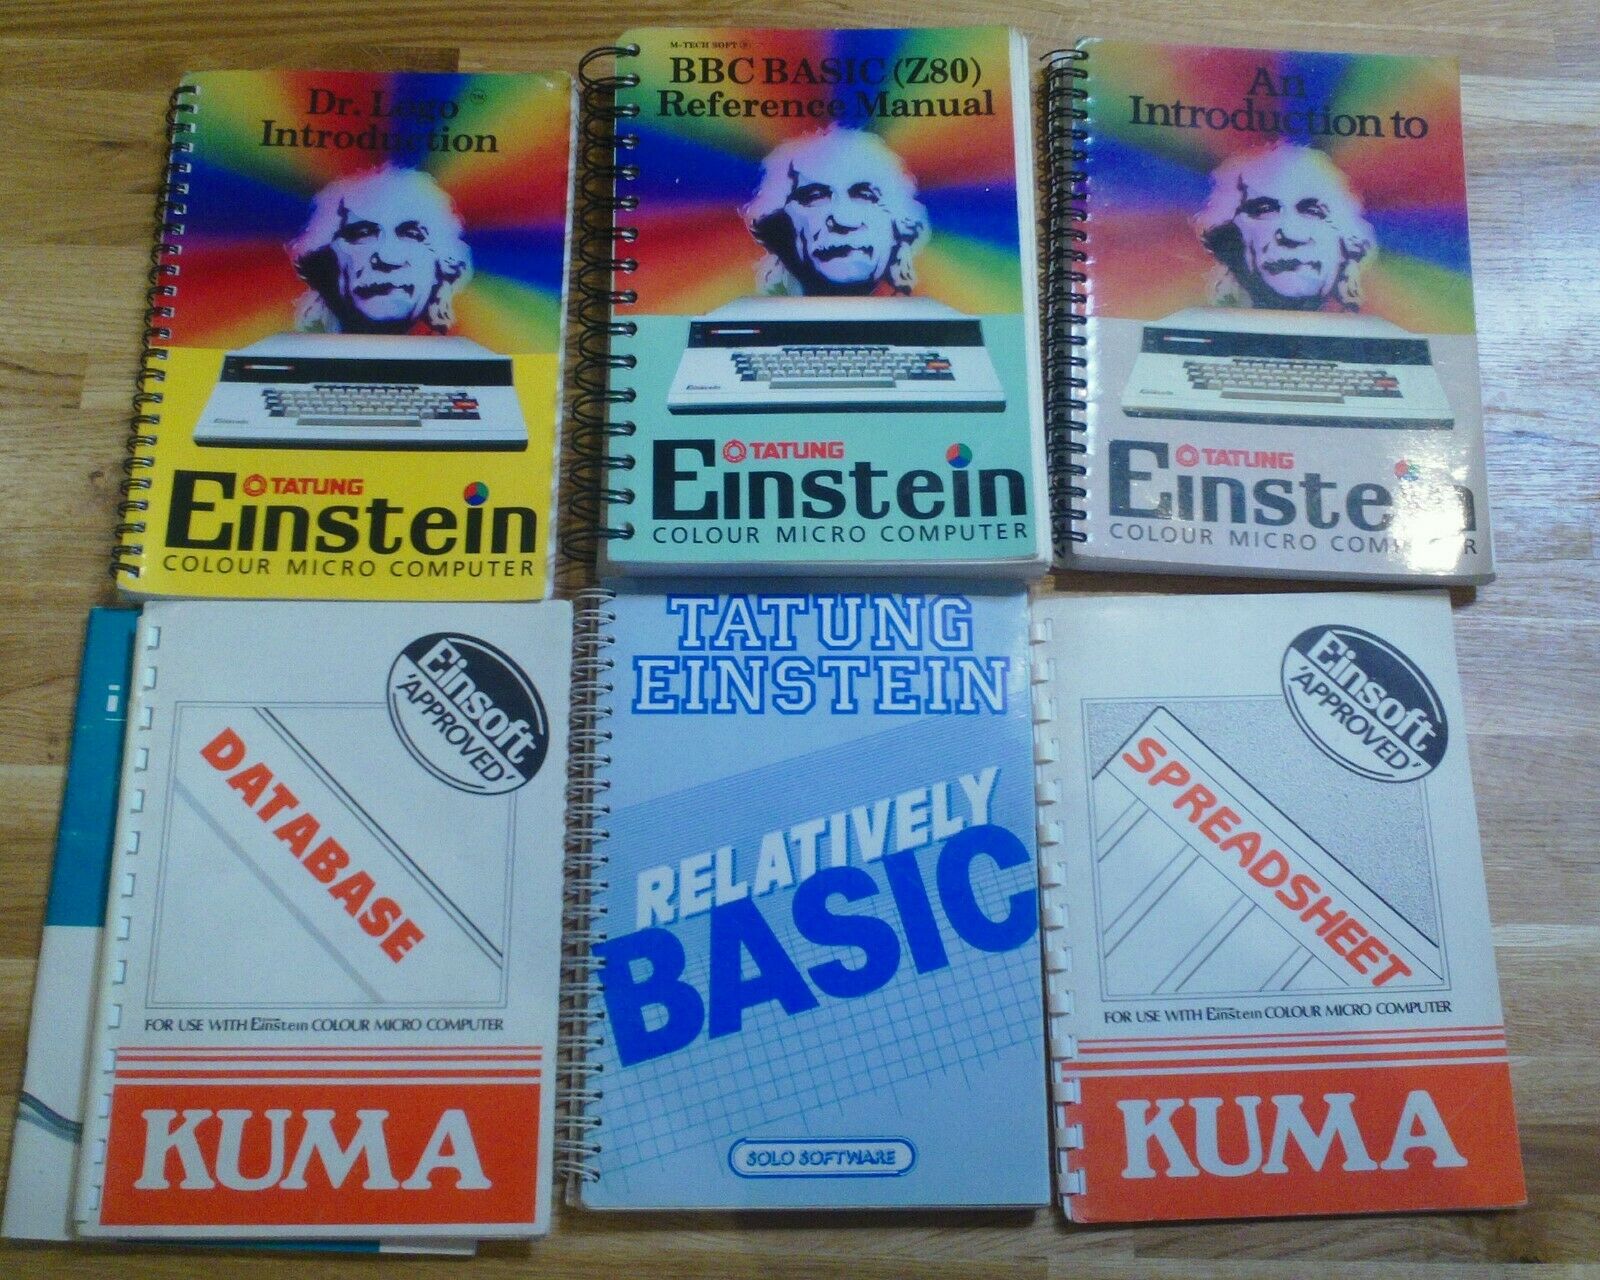 Dr. Logo™
Introduction
TATUNG
Einstein
COLOUR MICRO COMPUTER
M-TECH SOFT ®
BBC BASIC (Z80)
Reference Manual
Einstein
TATUNG
Einstein
COLOUR MICRO COMPUTER
An
Introduction to
TATUNG
Einstein
COLOUR MICRO COMPUTER
Einsoft
'APPROVED'
DATABASE
FOR USE WITH Einstein COLOUR MICRO COMPUTER
KUMA
TATUNG
EINSTEIN
RELATIVELY
BASIC
SOLO SOFTWARE
Einsoft
'APPROVED'
SPREADSHEET
FOR USE WITH Einstein COLOUR MICRO COMPUTER
KUMA